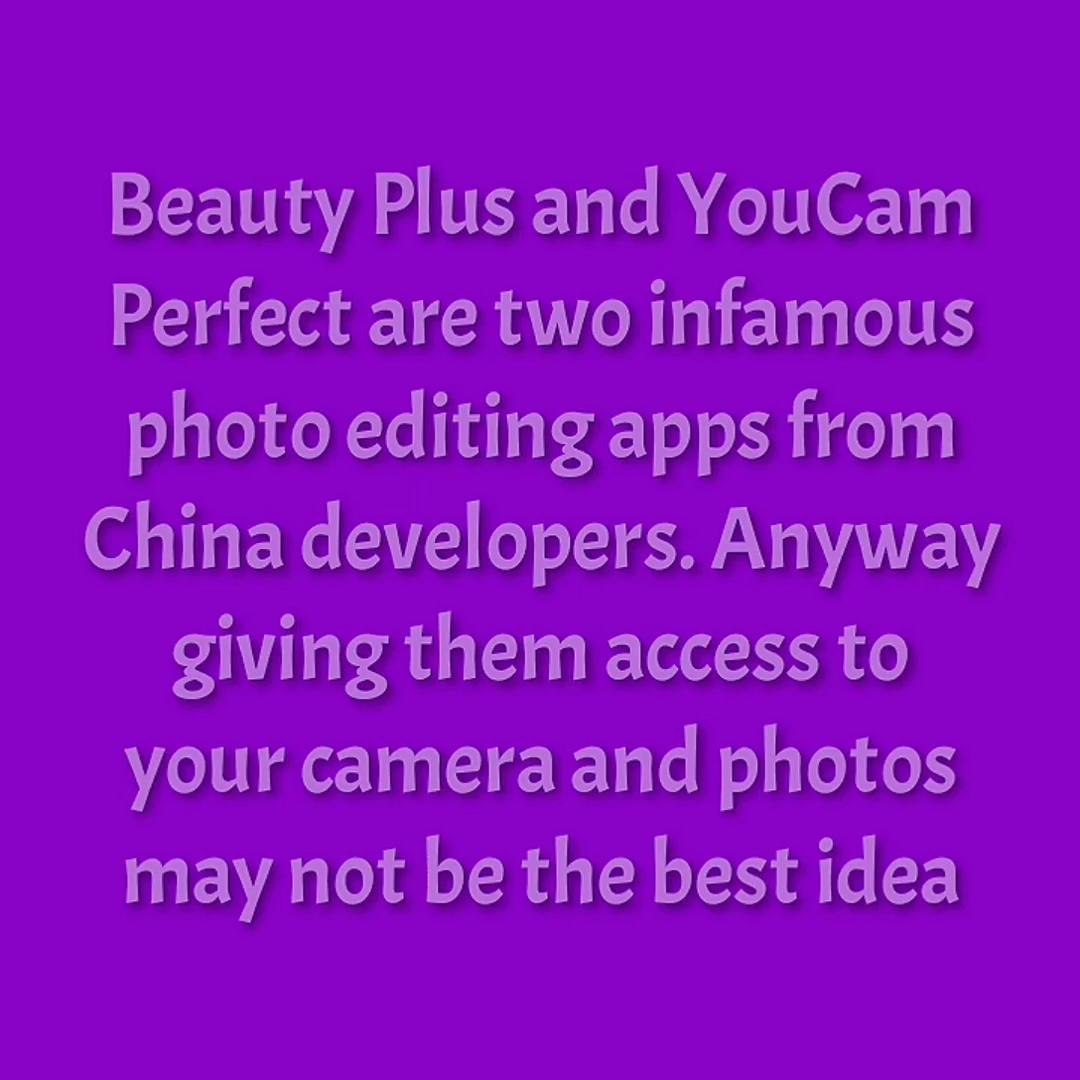 Beauty Plus and YouCam
Perfect are two infamous
photo editing apps from
China developers. Anyway
giving them access to
your camera and photos
may not be the best idea